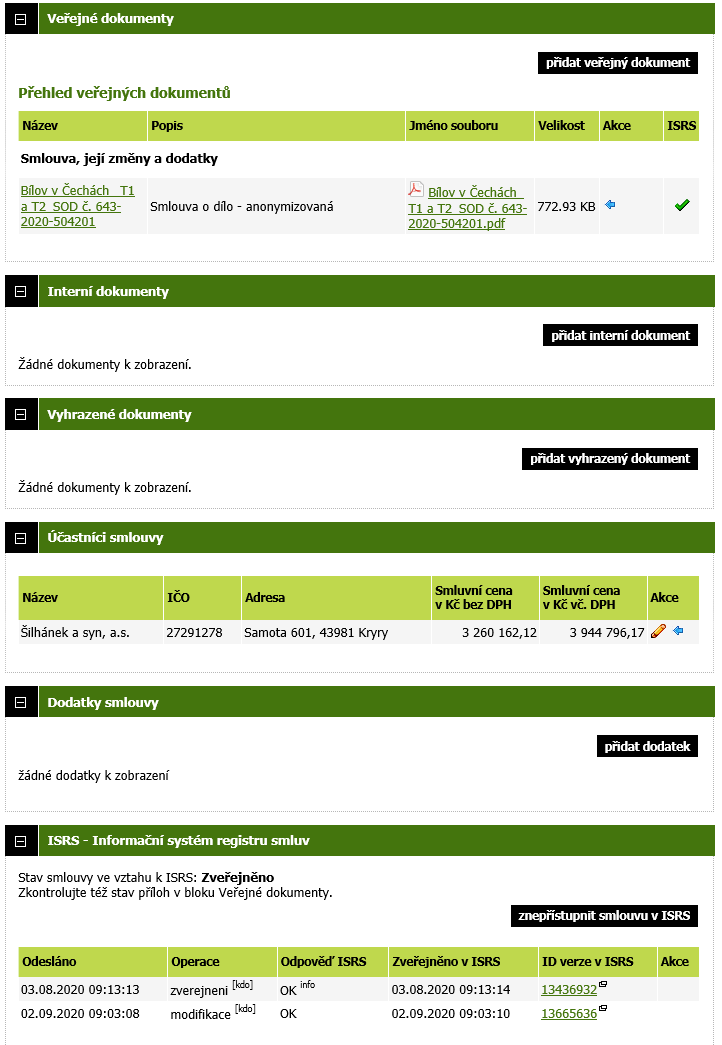 Veřejné dokumenty
přidat veřejný dokument
Přehled veřejných dokumentů
Název Popis Jméno souboru Velikost Akce ISRS
Smlouva, její změny a dodatky
Bílov v Čechách_ T1
a T2_SOD č. 643-
2020-504201
Smlouva o dílo - anonymizovaná
Bílov v Čechách_
T1 a T2_SOD č. 643-
2020-504201.pdf
772.93 KB
Interní dokumenty
přidat interní dokument
Žádné dokumenty k zobrazení.
Vyhrazené dokumenty
přidat vyhrazený dokument
Žádné dokumenty k zobrazení.
Účastníci smlouvy
Název IČO Adresa Smluvní cena v Kč bez DPH Smluvní cena v Kč vč. DPH Akce
Šilhánek a syn, a.s. 27291278 Samota 601, 43981 Kryry 3 260 162,12 3 944 796,17
Dodatky smlouvy
přidat dodatek
žádné dodatky k zobrazení
ISRS - Informační systém registru smluv
Stav smlouvy ve vztahu k ISRS: Zveřejněno
Zkontrolujte též stav příloh v bloku Veřejné dokumenty.
znepřístupnit smlouvu v ISRS
Odesláno Operace Odpověď ISRS Zveřejněno v ISRS ID verze v ISRS Akce
03.08.2020 09:13:13 zverejneni [kdo] OK info 03.08.2020 09:13:14 13436932
02.09.2020 09:03:08 modifikace [kdo] OK 02.09.2020 09:03:10 13665636